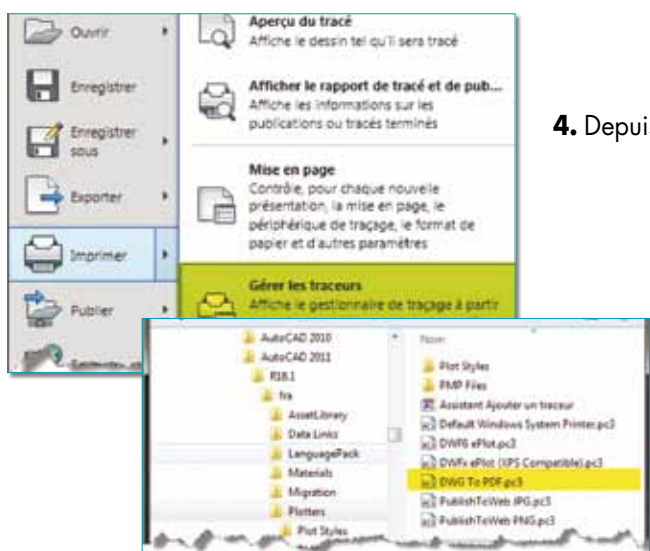 Ouvrir
Enregistrer
Enregistrer
sous
Exporter
Imprimer
Publier
Aperçu du tracé
Affiche le dessin tel qu'il sera tracé
Afficher le rapport de tracé et de pub...
Affiche les informations sur les
publications ou tracés terminés
Mise en page
Contrôle, pour chaque nouvelle
présentation, la mise en page, le
périphérique de traçage, le format de
papier et d'autres paramètres
Gérer les traceurs
Affiche le gestionnaire de traçage à partir
4. Depuis
AutoCAD 2010
AutoCAD 2011
R18.1
fra
AssetLibrary
Data Links
LanguagePack
Materials
Migration
Plotters
Plot Styles
Nom
Plot Styles
PMP Files
Assistant Ajouter un traceur
Default Windows System Printer.pc3
DWF6 ePlot.pc3
DWFx ePlot (XPS Compatible).pc3
DWG To PDF.pc3
PublishToWeb JPG.pc3
PublishToWeb PNG.pc3